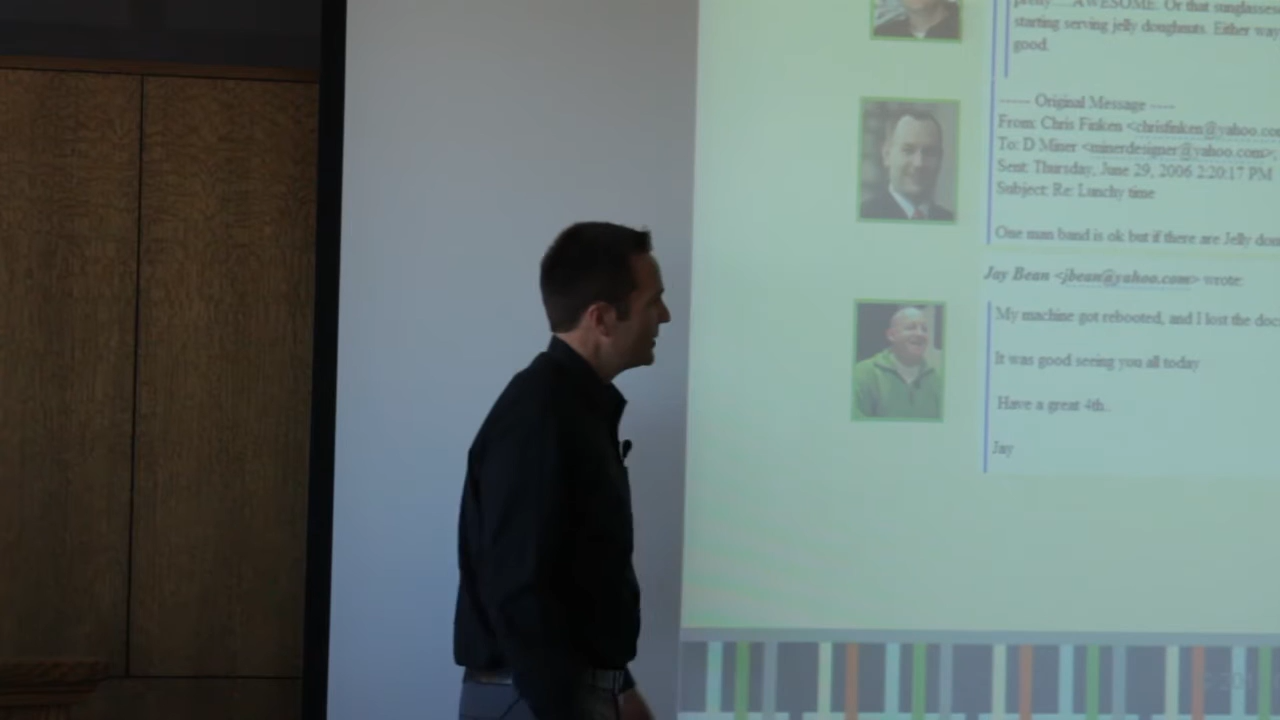 pretty.....AWESOME. Or that sunglasses
starting serving jelly doughnuts. Either way
good.
----- Original Message ----
From: Chris Finken <chrisfinken@yahoo.co
To: D Miner <minerdesigner@yahoo.com>;
Sent: Thursday, June 29, 2006 2:20:17 PM
Subject: Re: Lunchy time
One man band is ok but if there are Jelly do
Jay Bean <jbean@yahoo.com> wrote:
My machine got rebooted, and I lost the doc
It was good seeing you all today
Have a great 4th.
Jay